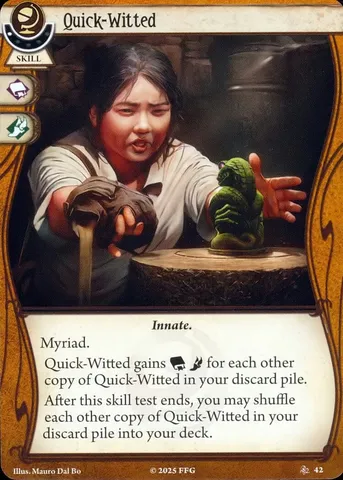 Quick-Witted
SKILL
Innate.
Myriad.
Quick-Witted gains for each other
copy of Quick-Witted in your discard pile.
After this skill test ends, you may shuffle
each other copy of Quick-Witted in your
discard pile into your deck.
Illus. Mauro Dal Bo
© 2025 FFG
42